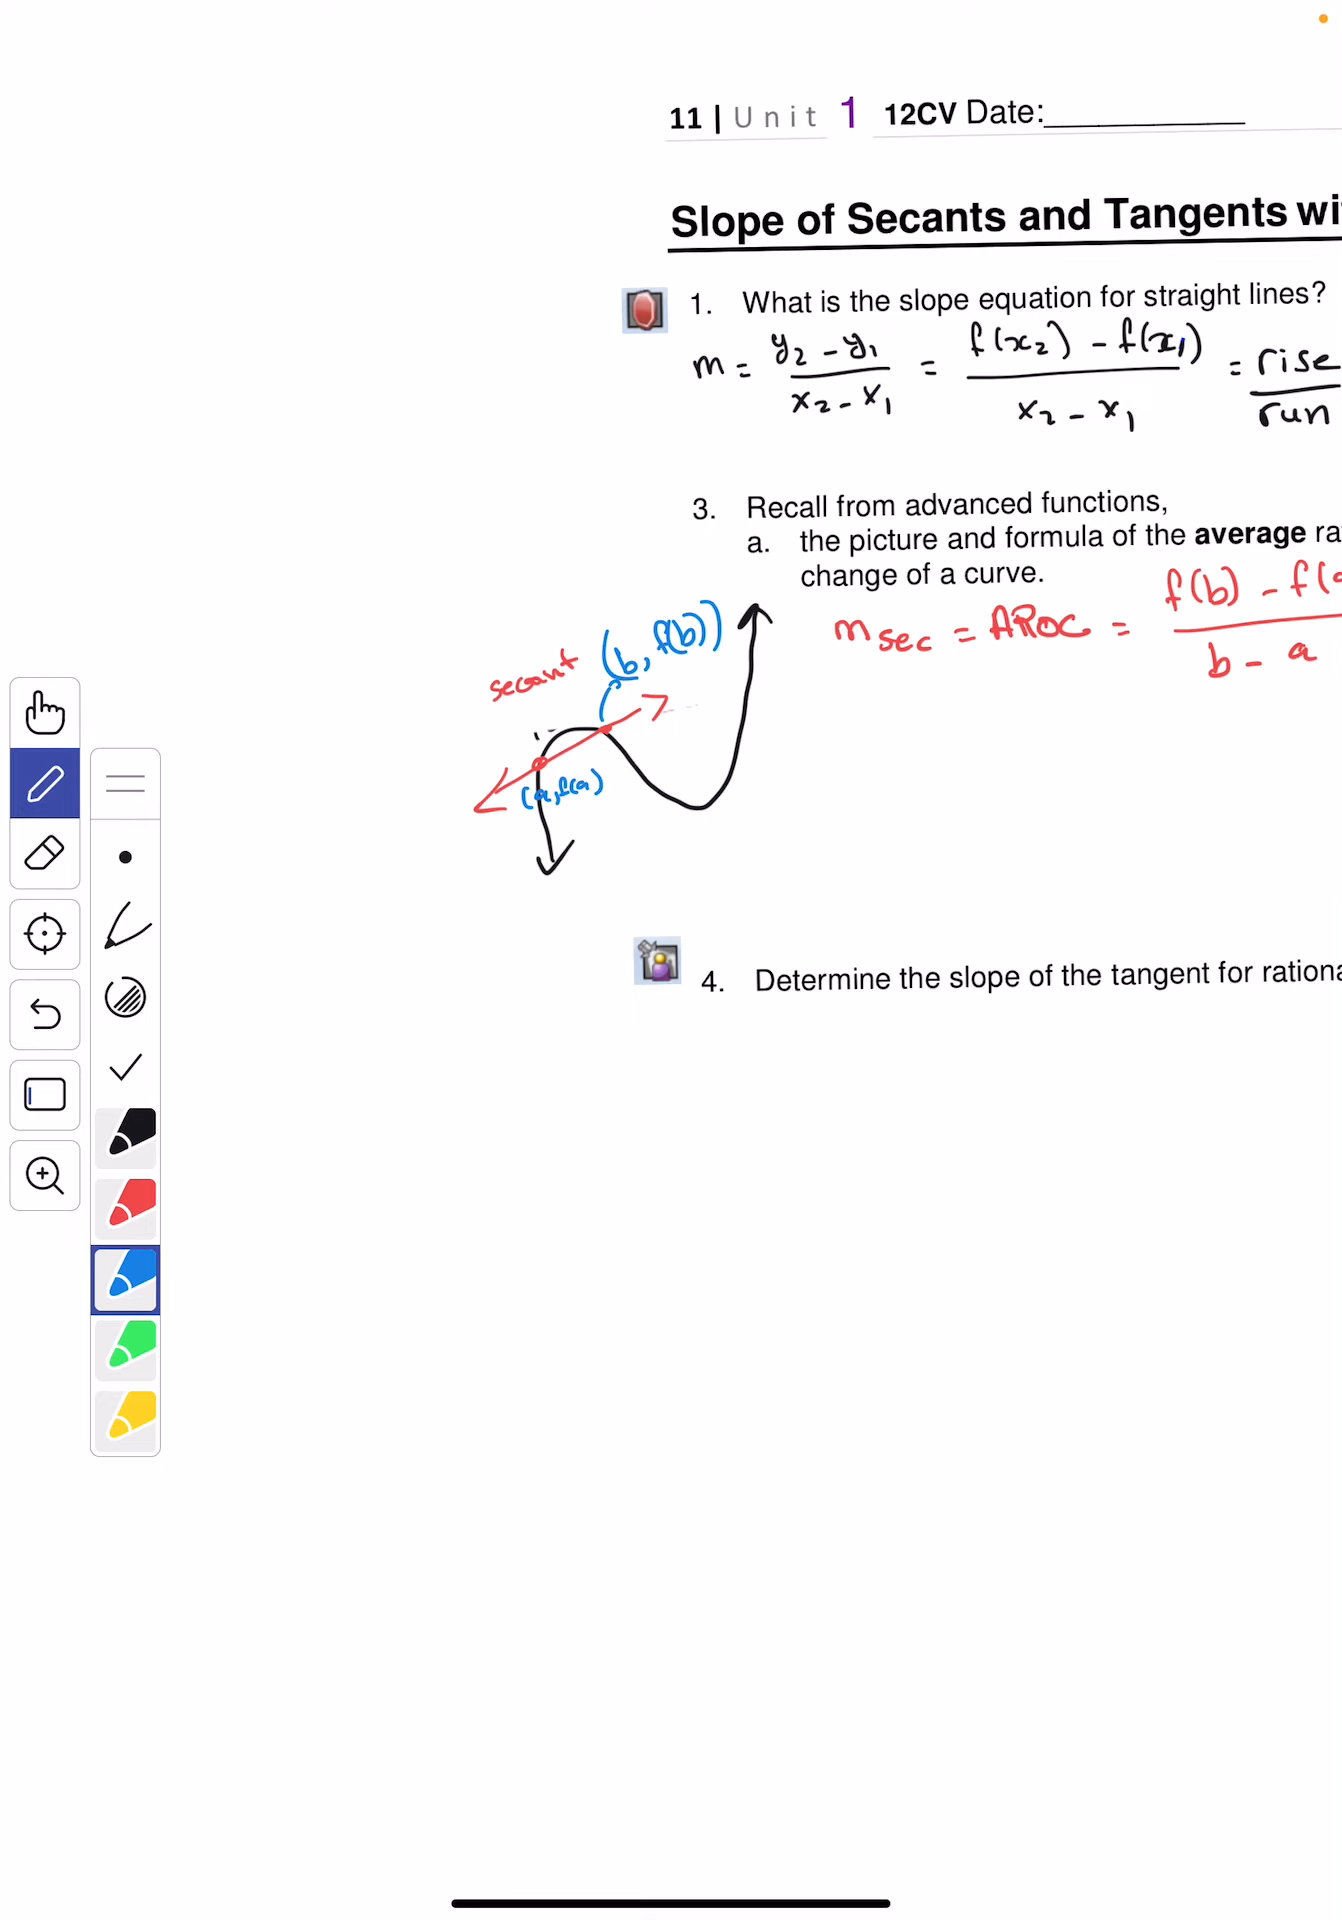 11 | Unit 1 12CV Date:____________
Slope of Secants and Tangents wi
1. What is the slope equation for straight lines?
m = y₂ - y₁ / x₂ - x₁ = f(x₂) - f(x₁) / x₂ - x₁ = rise / run
3. Recall from advanced functions,
a. the picture and formula of the average ra
change of a curve.
m sec = AROC = f(b) - f(a / b - a
secant (b, f(b))
(a, f(a)
4. Determine the slope of the tangent for rationa